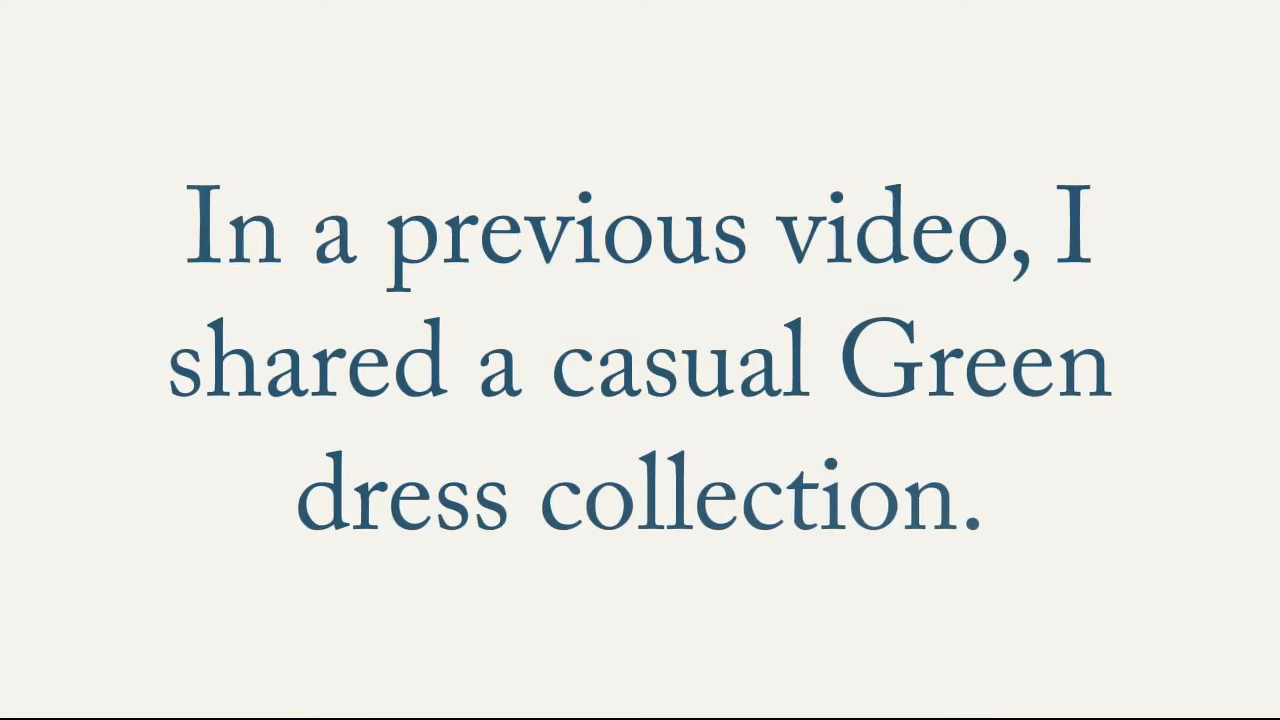 In a previous video, I
shared a casual Green
dress collection.